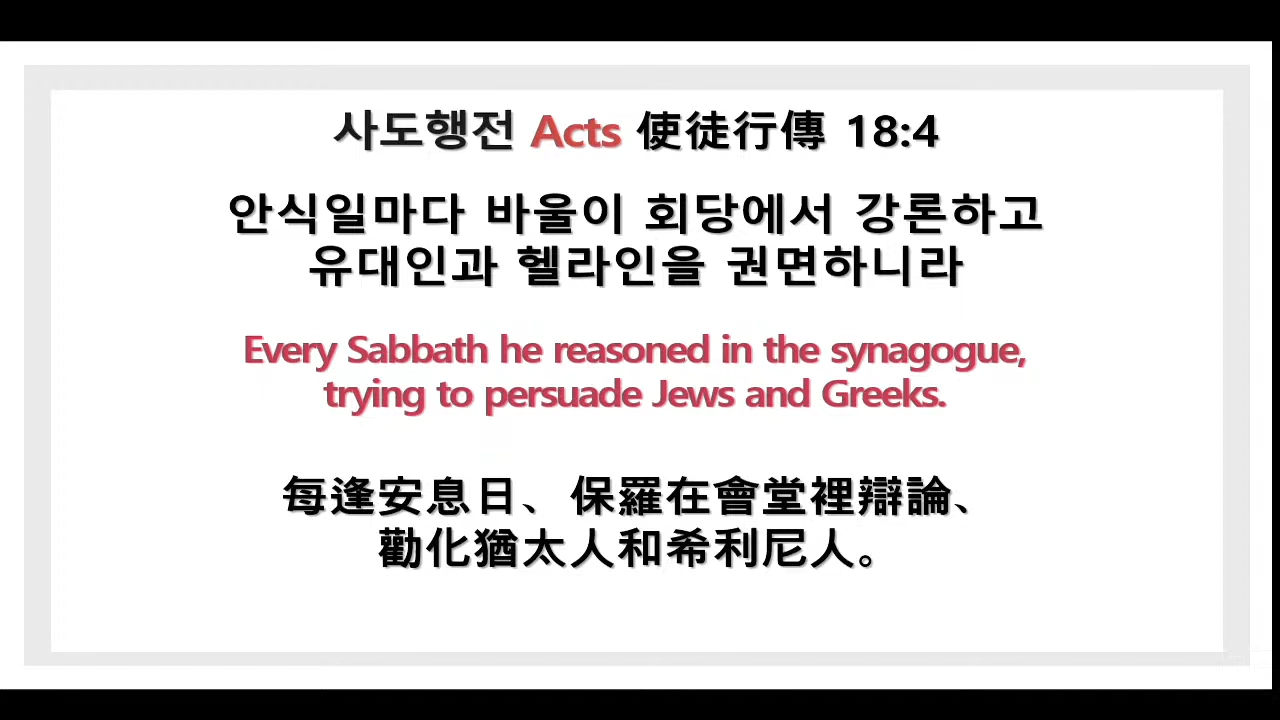 사도행전 Acts 使徒行傳 18:4
안식일마다 바울이 회당에서 강론하고
유대인과 헬라인을 권면하니라
Every Sabbath he reasoned in the synagogue,
trying to persuade Jews and Greeks.
每逢安息日、保羅在會堂裡辯論、
勸化猶太人和希利尼人。